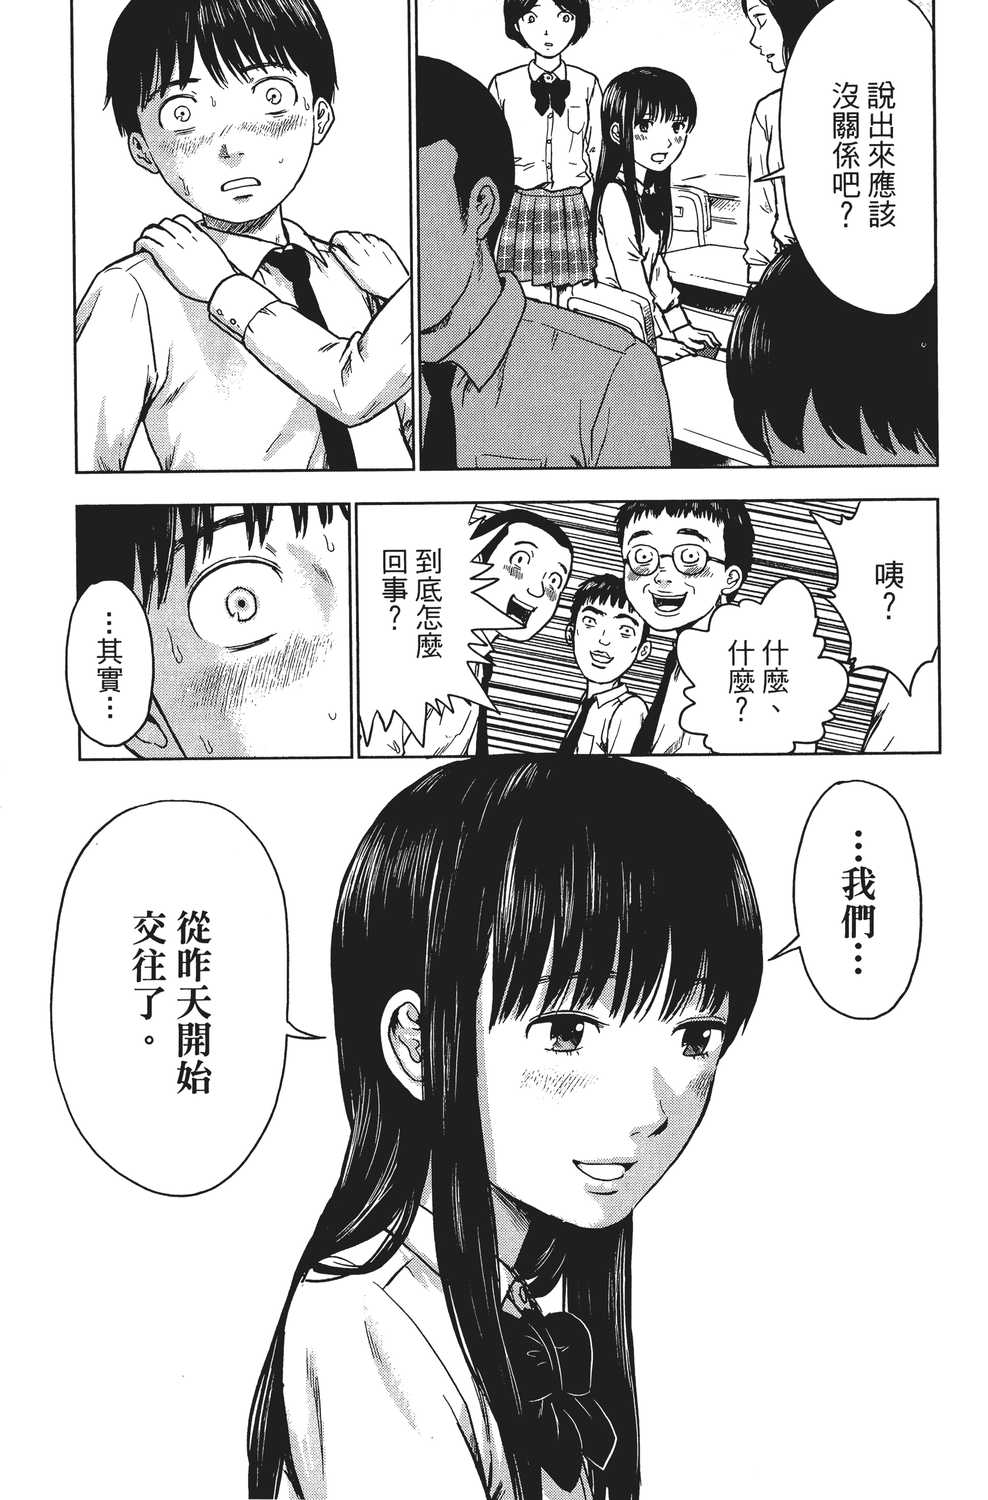 說出來應該
沒關係吧？
咦？
什麼、
什麼？
到底怎麼
回事？
…其實…
…我們…
從昨天開始
交往了。